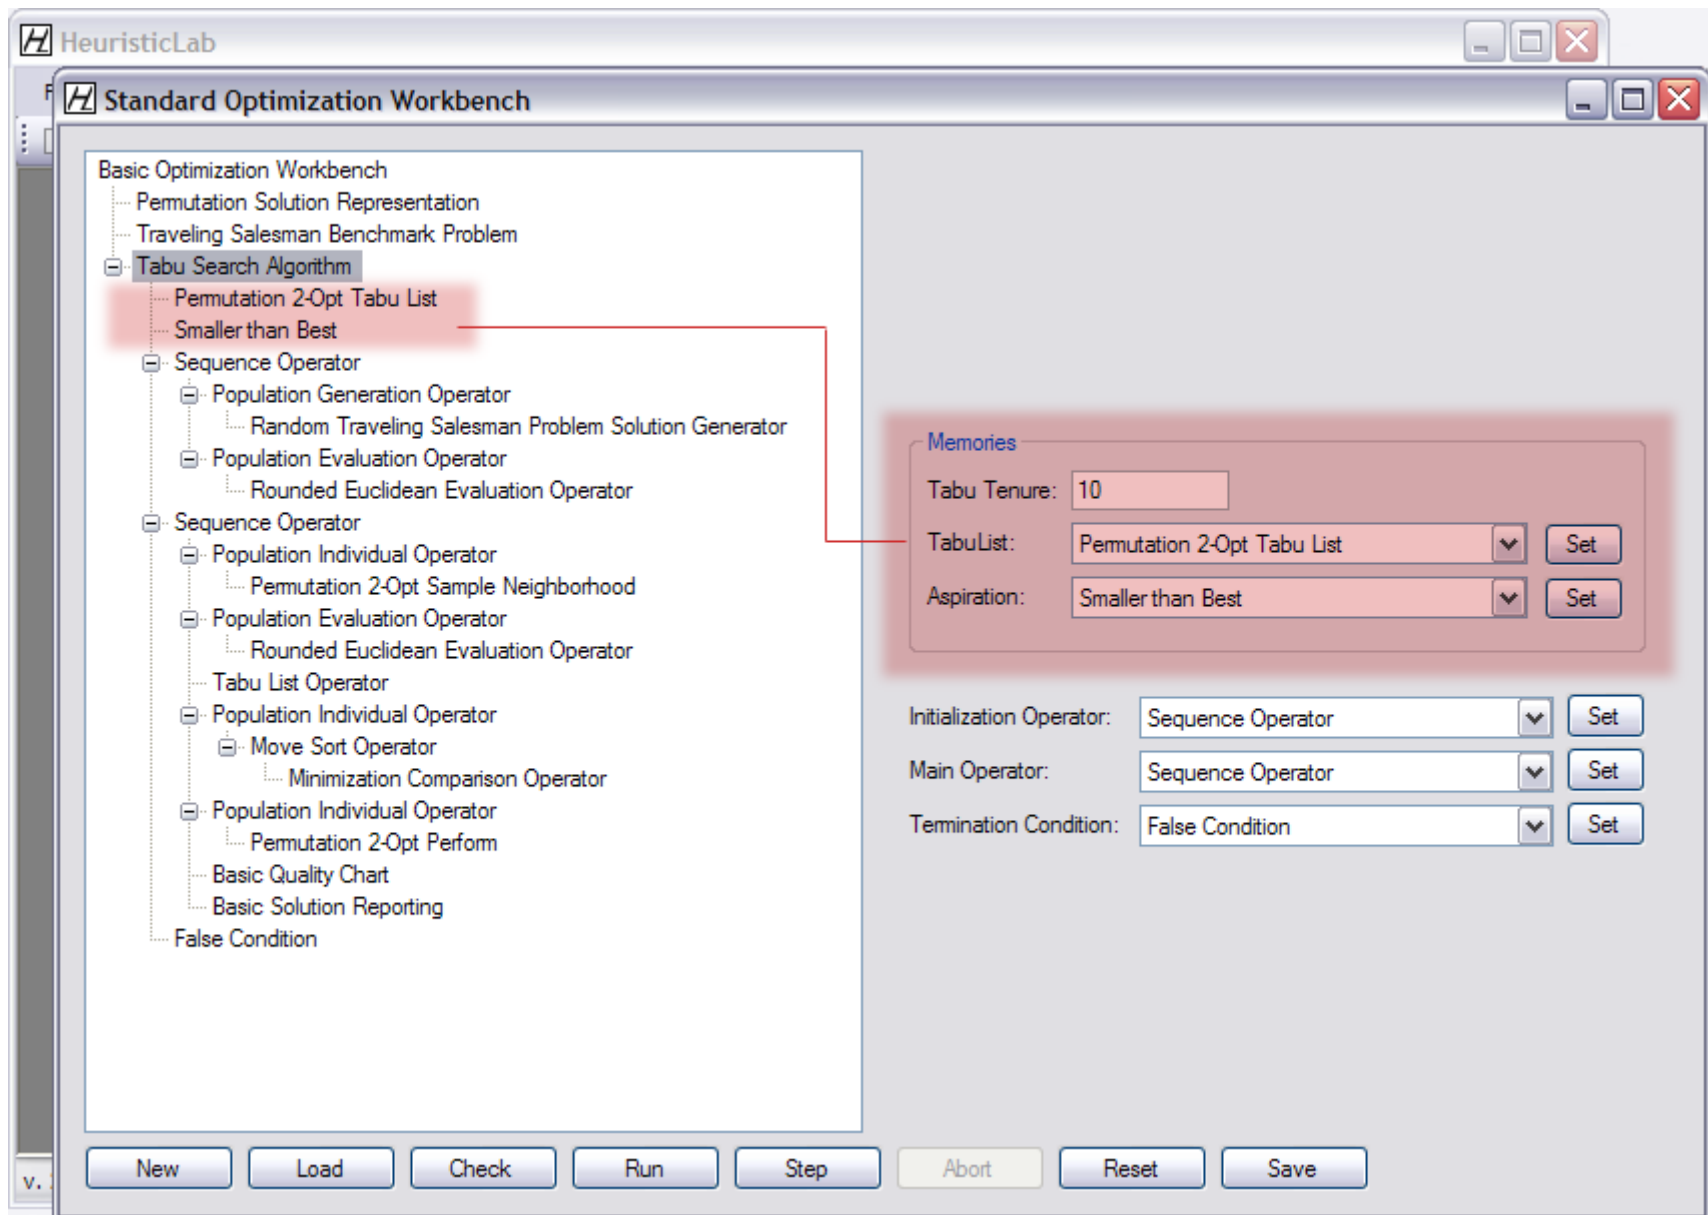 HeuristicLab
F
Standard Optimization Workbench
Basic Optimization Workbench
Permutation Solution Representation
Traveling Salesman Benchmark Problem
Tabu Search Algorithm
Permutation 2-Opt Tabu List
Smaller than Best
Sequence Operator
Population Generation Operator
Random Traveling Salesman Problem Solution Generator
Population Evaluation Operator
Rounded Euclidean Evaluation Operator
Sequence Operator
Population Individual Operator
Permutation 2-Opt Sample Neighborhood
Population Evaluation Operator
Rounded Euclidean Evaluation Operator
Tabu List Operator
Population Individual Operator
Move Sort Operator
Minimization Comparison Operator
Population Individual Operator
Permutation 2-Opt Perform
Basic Quality Chart
Basic Solution Reporting
False Condition
Memories
Tabu Tenure: 10
TabuList: Permutation 2-Opt Tabu List Set
Aspiration: Smaller than Best Set
Initialization Operator: Sequence Operator Set
Main Operator: Sequence Operator Set
Termination Condition: False Condition Set
New Load Check Run Step Abort Reset Save
v.